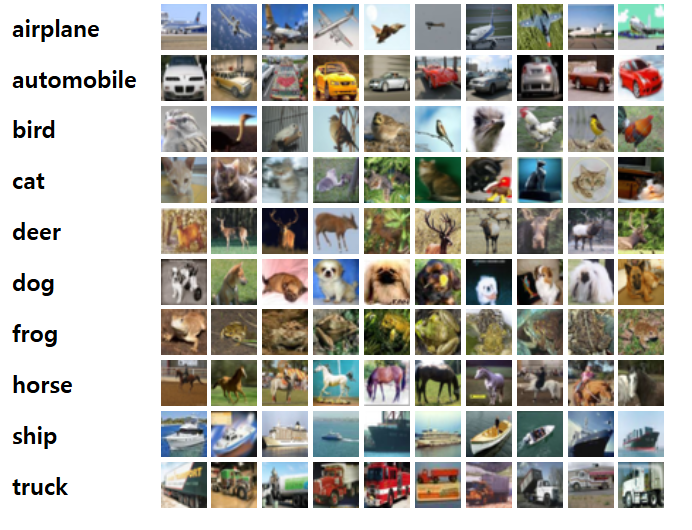 airplane
automobile
bird
cat
deer
dog
frog
horse
ship
truck